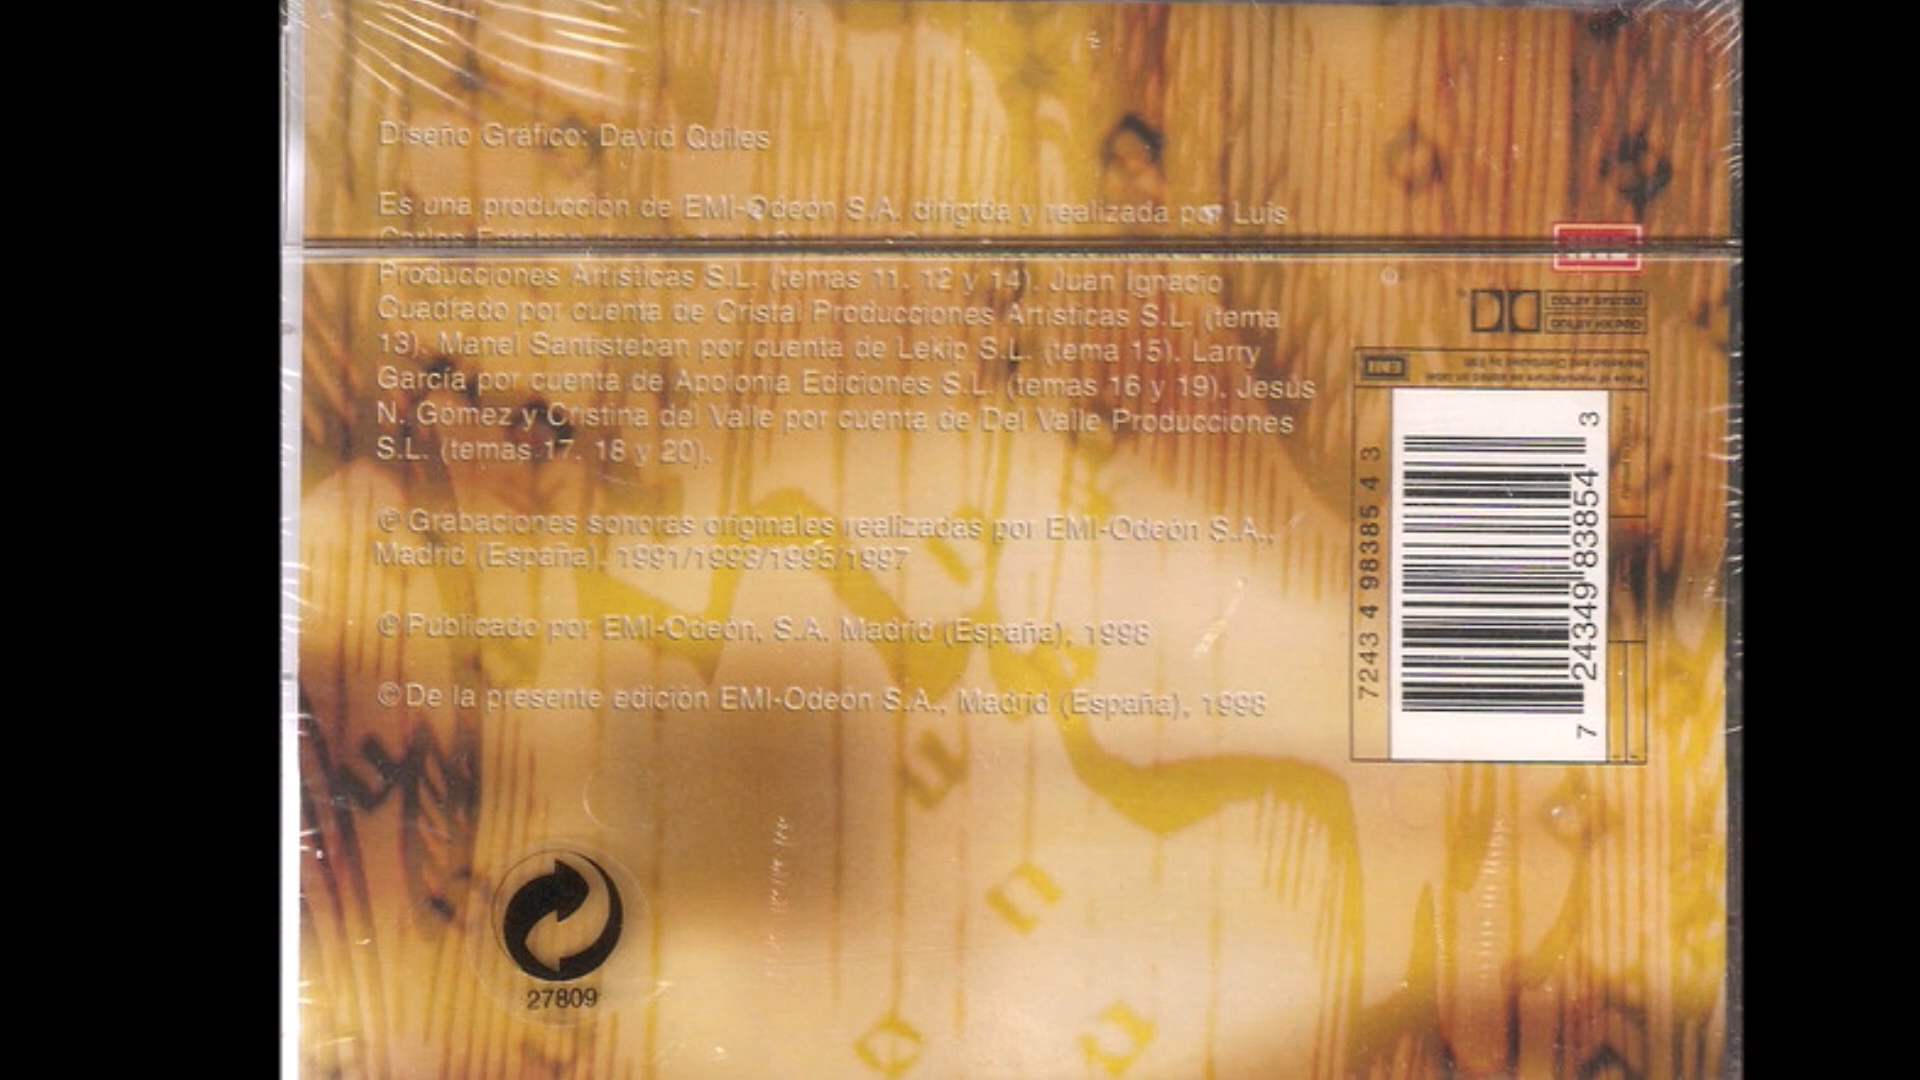 Diseño Gráfico: David Quiles
Es una producción de EMI-Odeón S.A. dirigida y realizada por Luis
Carlos Esteban
Producciones Artísticas S.L. (temas 11. 12 y 14). Juan Ignacio
Cuadrado por cuenta de Cristal Producciones Artísticas S.L. (tema
13). Manel Santisteban por cuenta de Lekip S.L. (tema 15). Larry
García por cuenta de Apolonia Ediciones S.L. (temas 16 y 19). Jesús
N. Gómez y Cristina del Valle por cuenta de Del Valle Producciones
S.L. (temas 17. 18 y 20).
℗ Grabaciones sonoras originales realizadas por EMI-Odeón S.A.,
Madrid (España). 1991/1993/1995/1997
℗ Publicado por EMI-Odeón, S.A. Madrid (España), 1998
© De la presente edición EMI-Odeón S.A., Madrid (España), 1998
EMI
7243 4 98385 4 3
7 24349 83854 3
27809